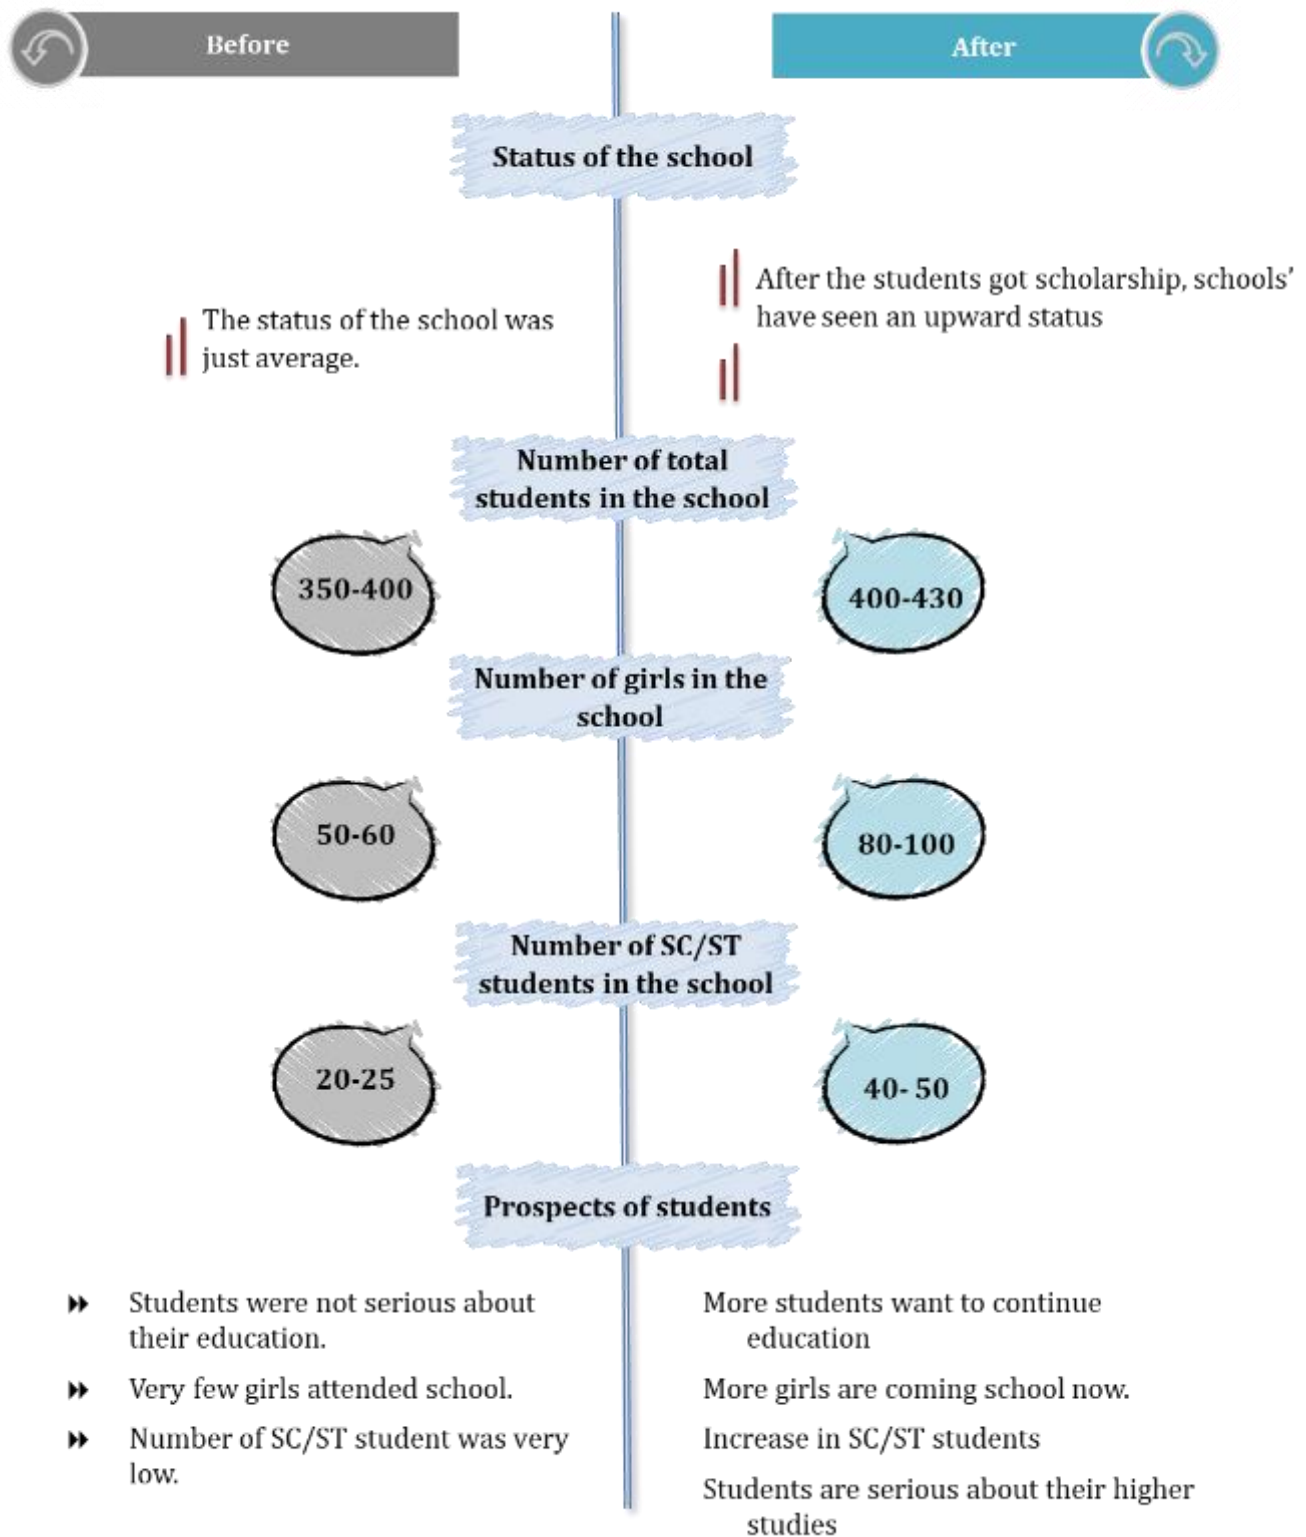 Before
After
Status of the school
The status of the school was
just average.
After the students got scholarship, schools’
have seen an upward status
Number of total
students in the school
350-400
400-430
Number of girls in the
school
50-60
80-100
Number of SC/ST
students in the school
20-25
40- 50
Prospects of students
Students were not serious about
their education.
Very few girls attended school.
Number of SC/ST student was very
low.
More students want to continue
education
More girls are coming school now.
Increase in SC/ST students
Students are serious about their higher
studies